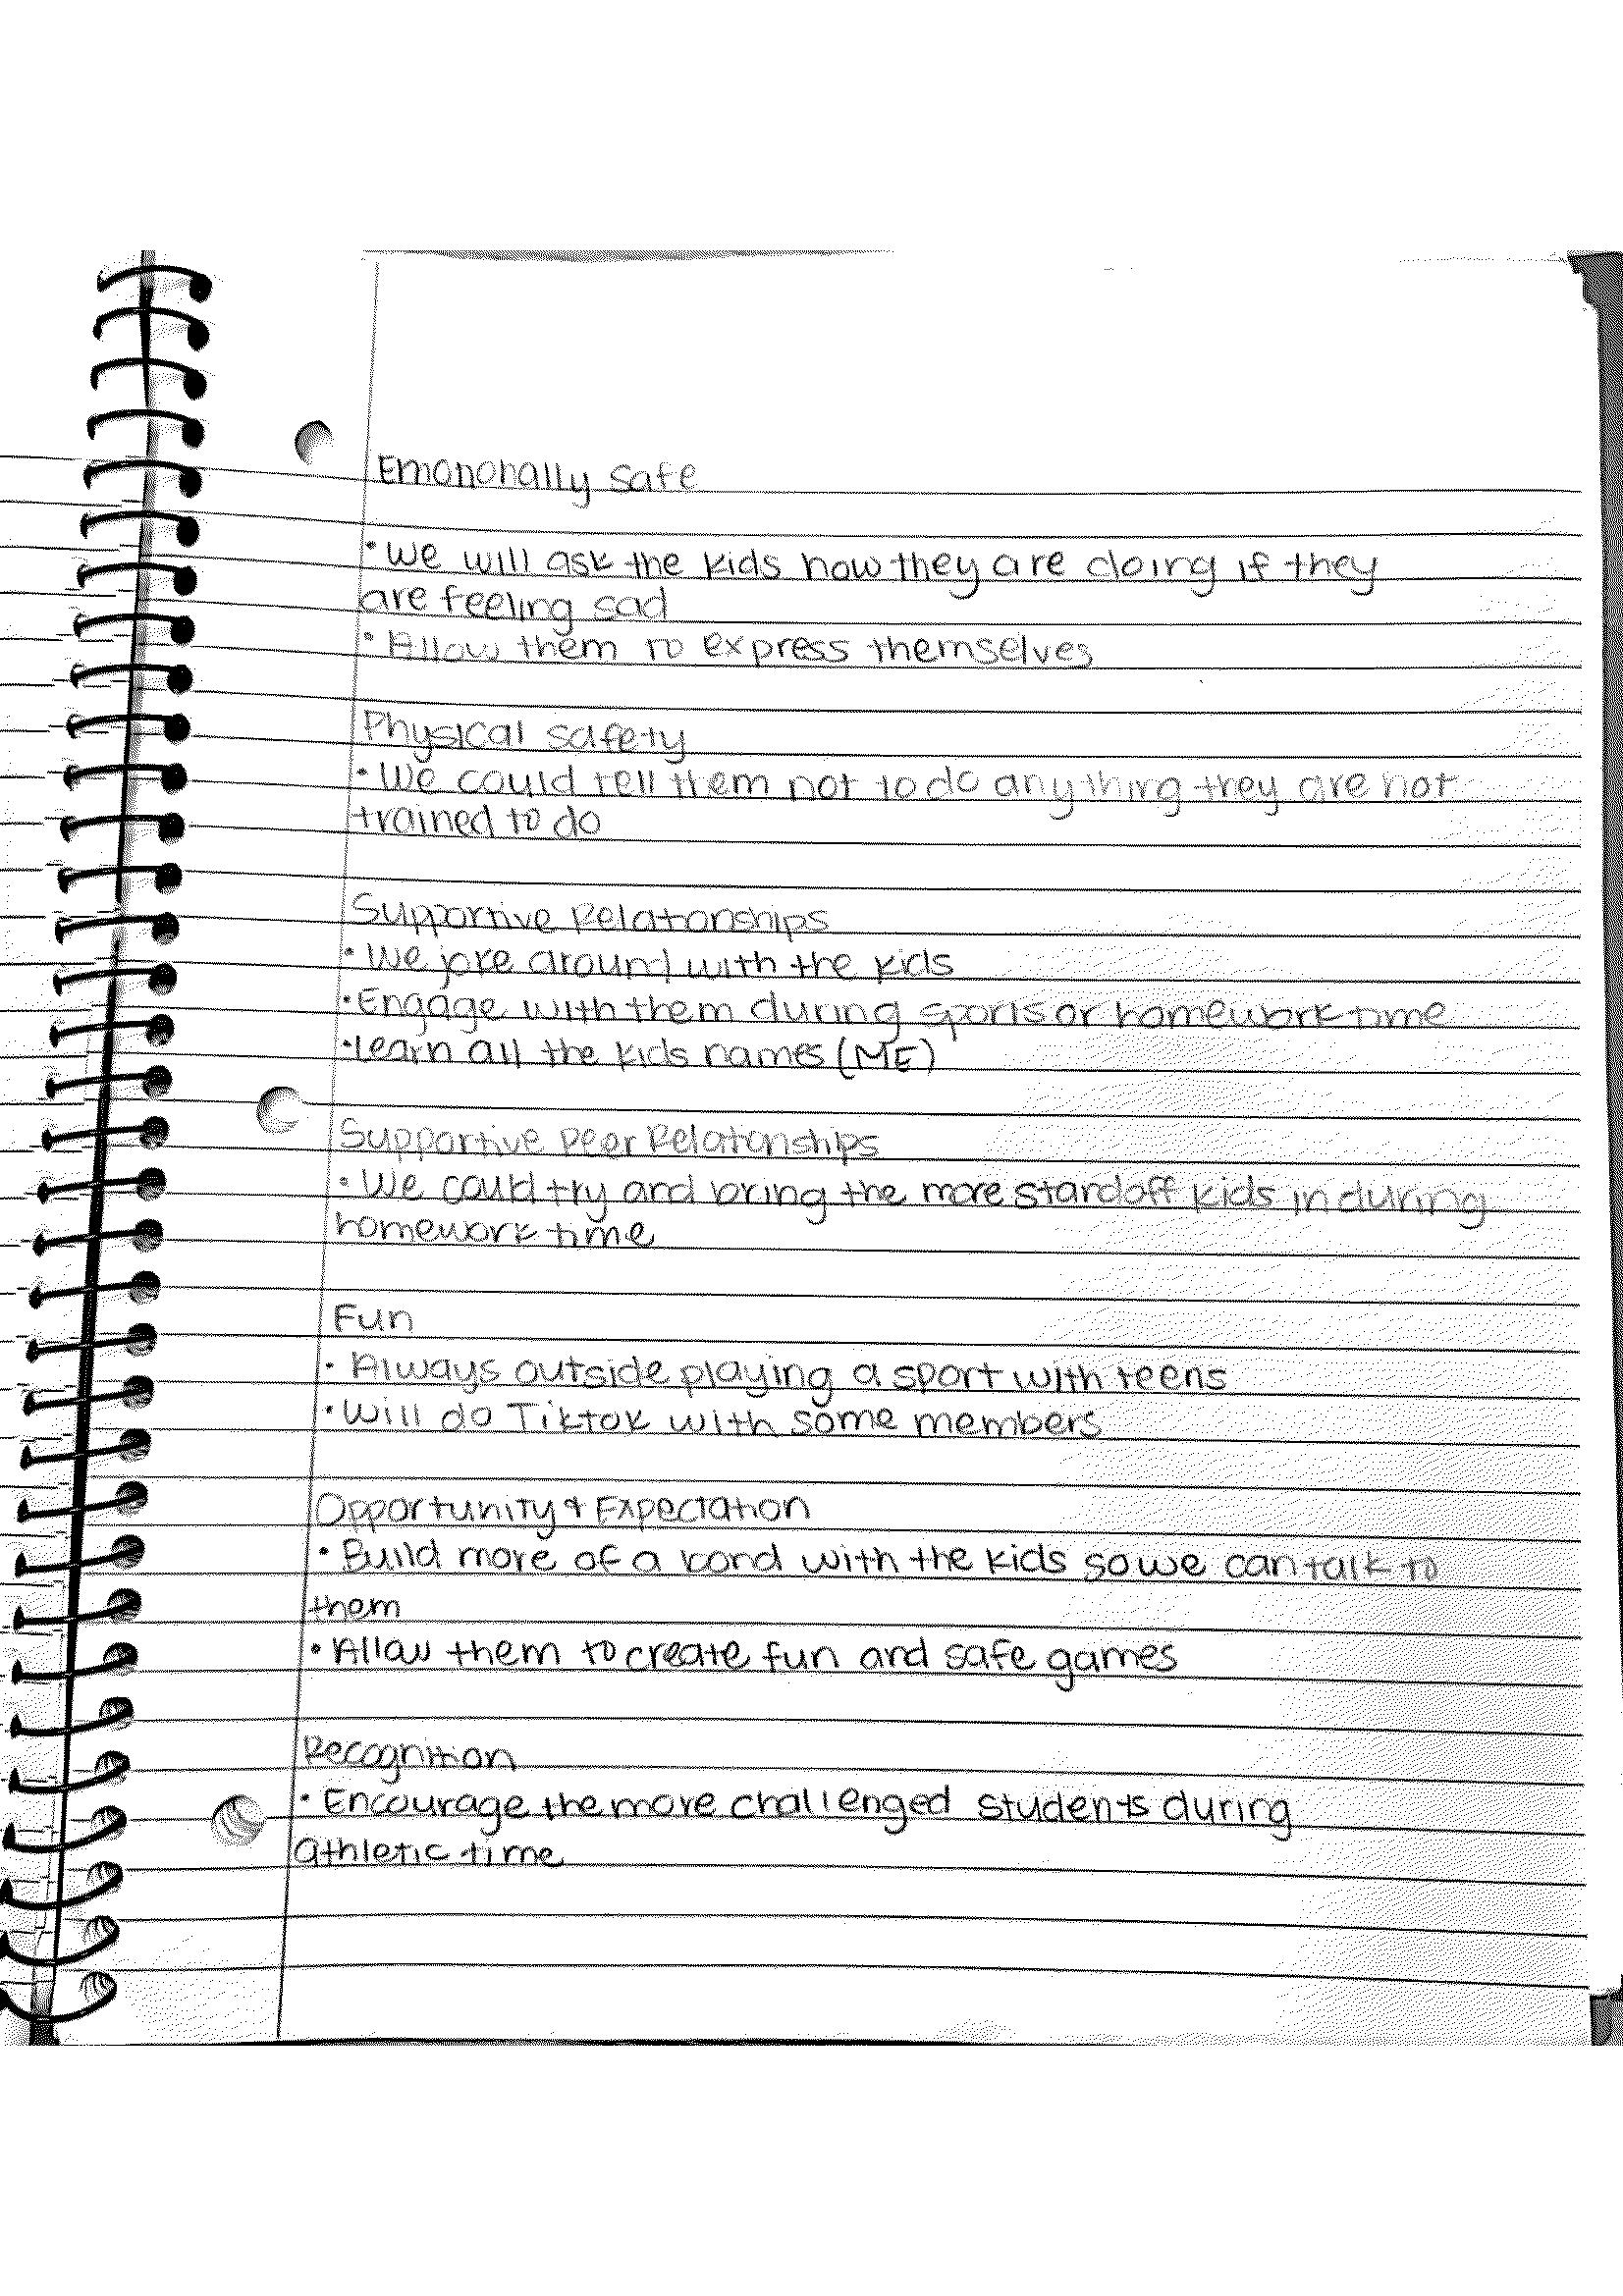 Emotionally Safe
• We will ask the kids how they are doing if they
are feeling sad
• Allow them to express themselves
Physical safety
• We could tell them not to do anything they are not
trained to do
Supportive Relationships
• We joke around with the kids
• Engage with them during sports or homework time
• Learn all the kids names (ME)
Supportive Peer Relationships
• We could try and bring the more standoff kids in during
homework time
Fun
• Always outside playing a sport with teens
• Will do Tiktok with some members
Opportunity & Expectation
• Build more of a bond with the kids so we can talk to
them
• Allow them to create fun and safe games
Recognition
• Encourage the more challenged students during
athletic time